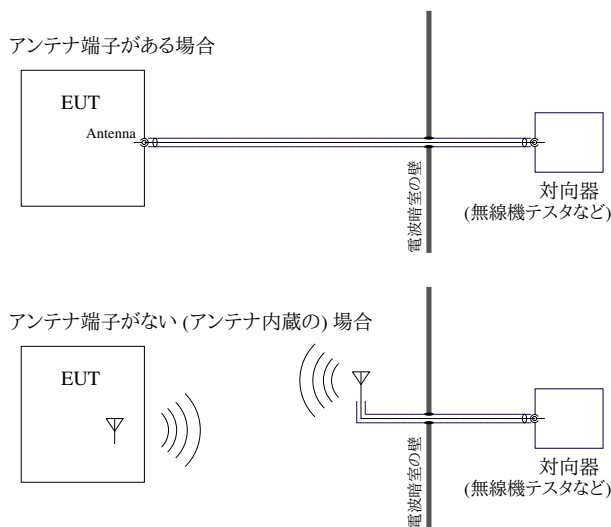 アンテナ端子がある場合
EUT
Antenna
電波暗室の壁
対向器
(無線機テスタなど)
アンテナ端子がない (アンテナ内蔵の) 場合
EUT
電波暗室の壁
対向器
(無線機テスタなど)